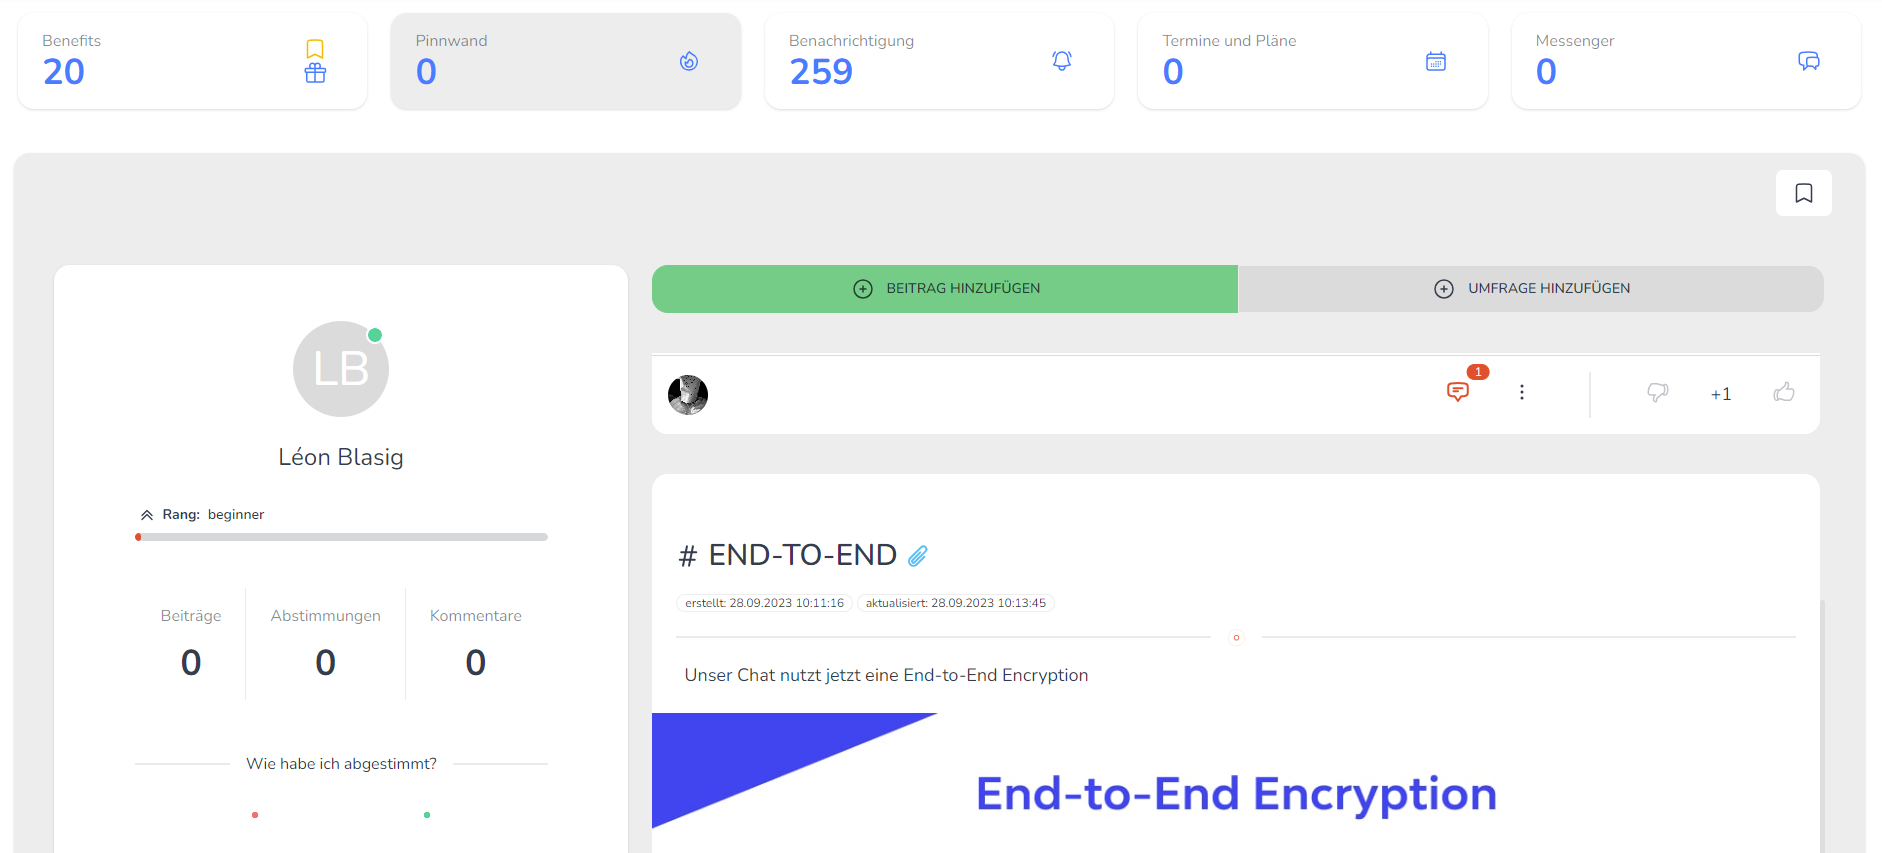 Benefits
20
Pinnwand
0
Benachrichtigung
259
Termine und Pläne
0
Messenger
0
BEITRAG HINZUFÜGEN
UMFRAGE HINZUFÜGEN
LB
Léon Blasig
Rang: beginner
Beiträge
0
Abstimmungen
0
Kommentare
0
Wie habe ich abgestimmt?
1
+1
# END-TO-END
erstellt: 28.09.2023 10:11:16
aktualisiert: 28.09.2023 10:13:45
Unser Chat nutzt jetzt eine End-to-End Encryption
End-to-End Encryption